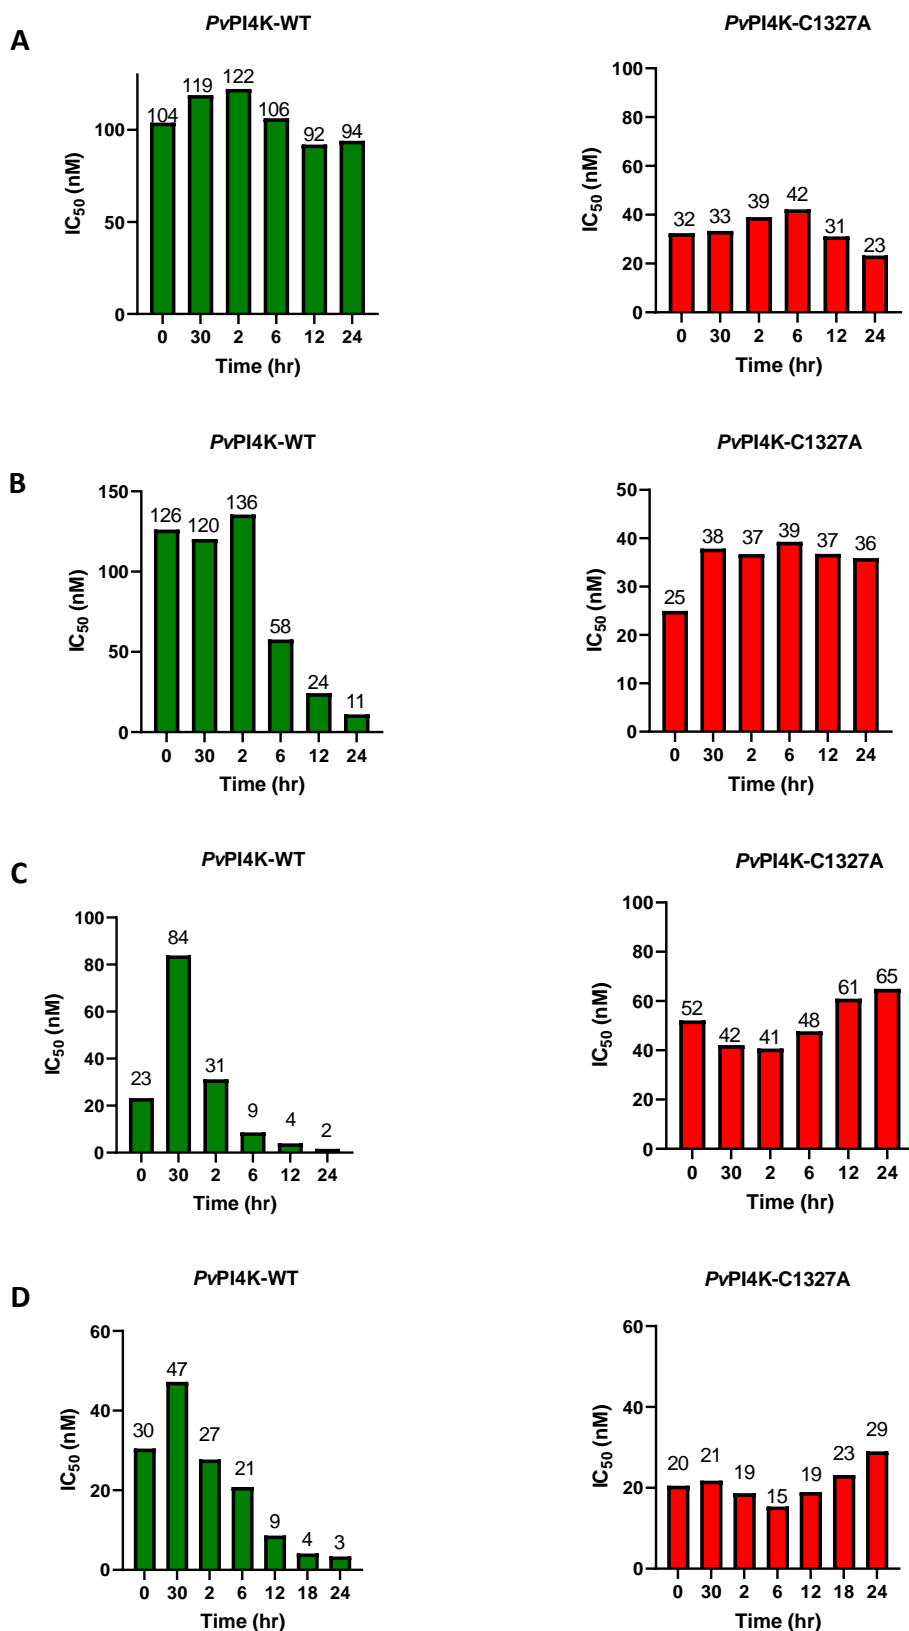 A
PvPI4K-WT
IC50 (nM)
100
50
0
104 119 122 106 92 94
0 30 2 6 12 24
Time (hr)
PvPI4K-C1327A
IC50 (nM)
100
80
60
40
20
0
32 33 39 42 31 23
0 30 2 6 12 24
Time (hr)
B
PvPI4K-WT
IC50 (nM)
150
100
50
0
126 120 136 58 24 11
0 30 2 6 12 24
Time (hr)
PvPI4K-C1327A
IC50 (nM)
50
40
30
20
10
0
25 38 37 39 37 36
0 30 2 6 12 24
Time (hr)
C
PvPI4K-WT
IC50 (nM)
100
80
60
40
20
0
23 84 31 9 4 2
0 30 2 6 12 24
Time (hr)
PvPI4K-C1327A
IC50 (nM)
100
80
60
40
20
0
52 42 41 48 61 65
0 30 2 6 12 24
Time (hr)
D
PvPI4K-WT
IC50 (nM)
60
40
20
0
30 47 27 21 9 4 3
0 30 2 6 12 18 24
Time (hr)
PvPI4K-C1327A
IC50 (nM)
60
40
20
0
20 21 19 15 19 23 29
0 30 2 6 12 18 24
Time (hr)